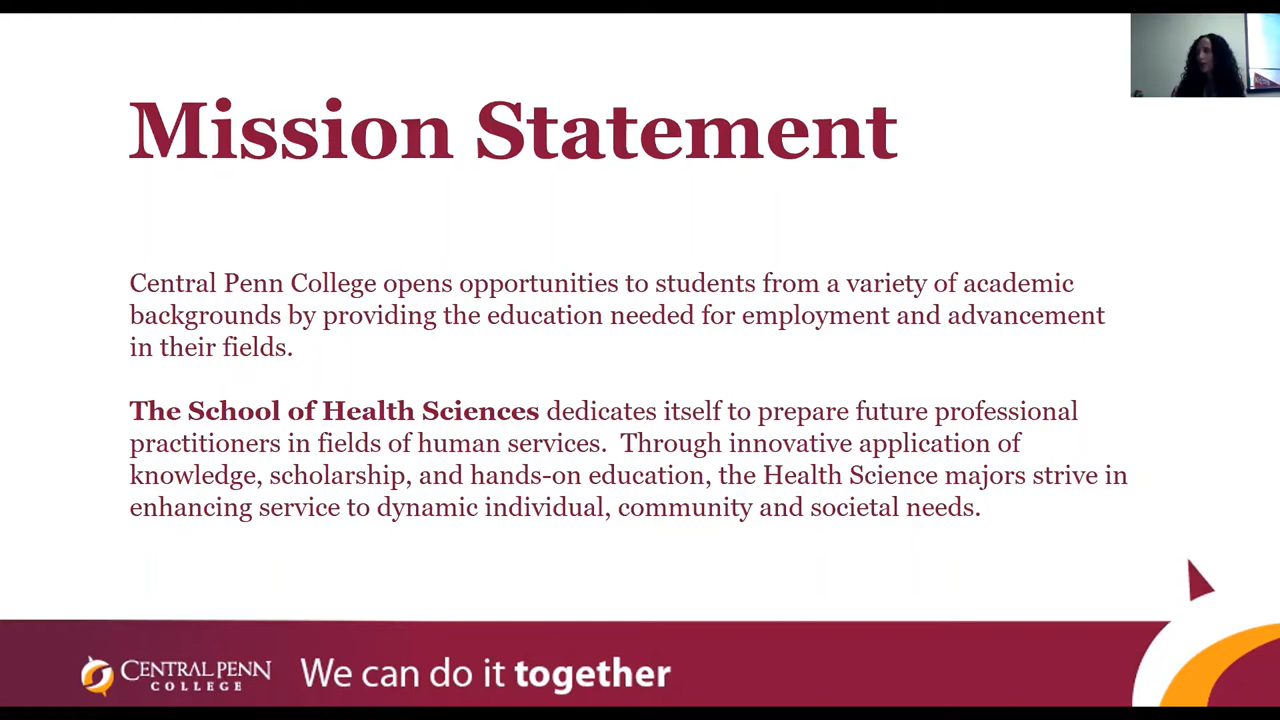 Mission Statement
Central Penn College opens opportunities to students from a variety of academic
backgrounds by providing the education needed for employment and advancement
in their fields.
The School of Health Sciences dedicates itself to prepare future professional
practitioners in fields of human services.  Through innovative application of
knowledge, scholarship, and hands-on education, the Health Science majors strive in
enhancing service to dynamic individual, community and societal needs.
CENTRAL PENN
COLLEGE
We can do it together